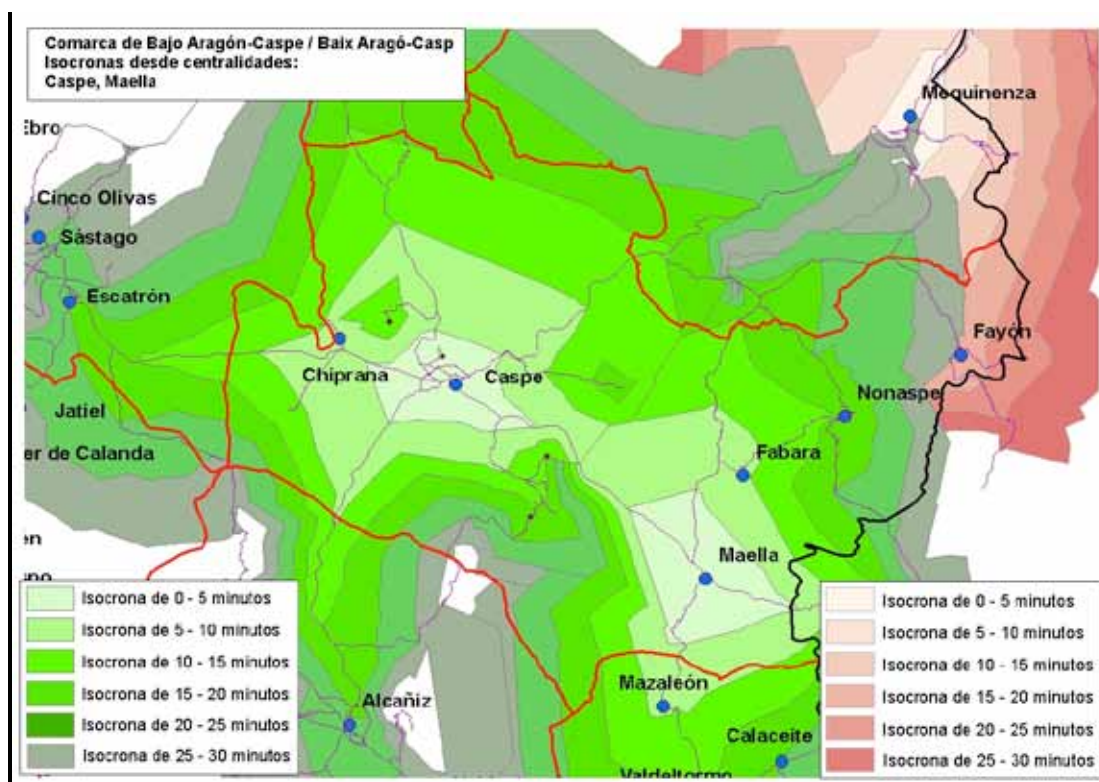 Comarca de Bajo Aragón-Caspe / Baix Aragó-Casp
Isocronas desde centralidades:
Caspe, Maella
Mequinenza
Ebro
Cinco Olivas
Sástago
Escatrón
Fayón
Chiprana
Caspe
Nonaspe
Jatiel
er de Calanda
Fabara
Maella
en
Isocrona de 0 - 5 minutos
Isocrona de 5 - 10 minutos
Isocrona de 10 - 15 minutos
Isocrona de 15 - 20 minutos
Isocrona de 20 - 25 minutos
Isocrona de 25 - 30 minutos
Alcañiz
Mazaleón
Calaceite
Valdeltormo
Isocrona de 0 - 5 minutos
Isocrona de 5 - 10 minutos
Isocrona de 10 - 15 minutos
Isocrona de 15 - 20 minutos
Isocrona de 20 - 25 minutos
Isocrona de 25 - 30 minutos